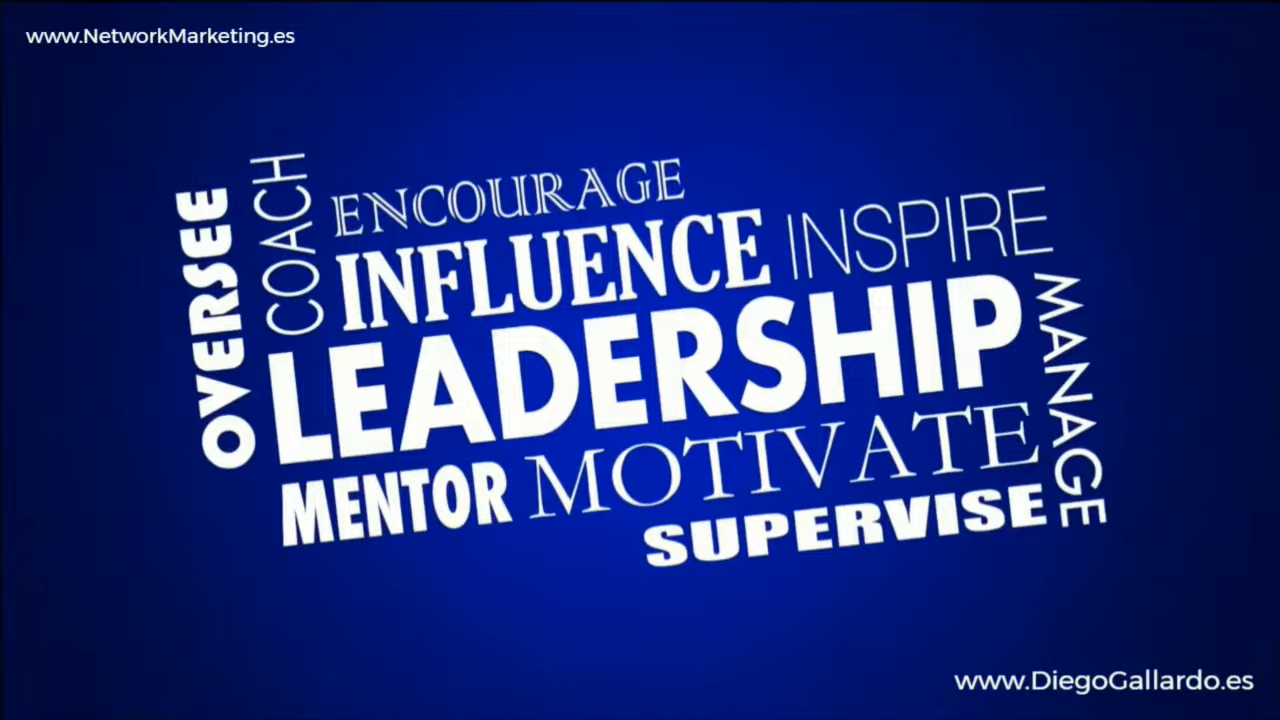 www.NetworkMarketing.es
OVERSEE
COACH
ENCOURAGE
INFLUENCE
INSPIRE
LEADERSHIP
MANAGE
MENTOR
MOTIVATE
SUPERVISE
www.DiegoGallardo.es